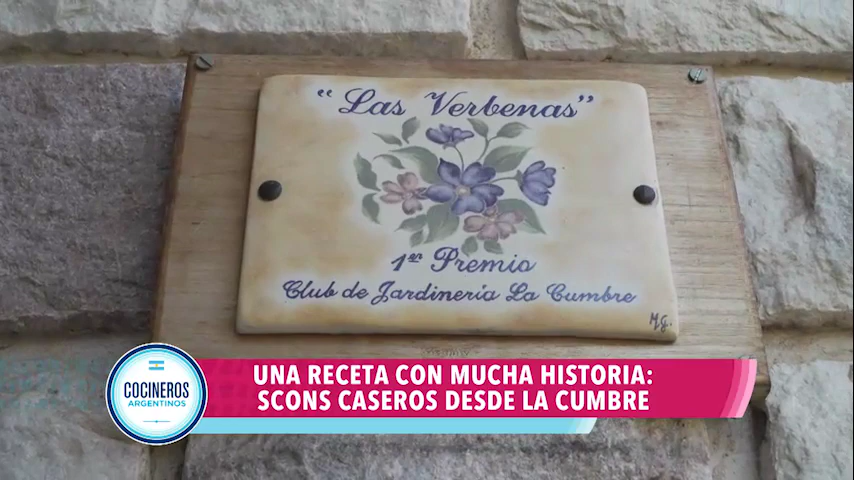 "Las Verbenas"
1er Premio
Club de Jardinería La Cumbre
M.G.
COCINEROS
ARGENTINOS
UNA RECETA CON MUCHA HISTORIA:
SCONS CASEROS DESDE LA CUMBRE